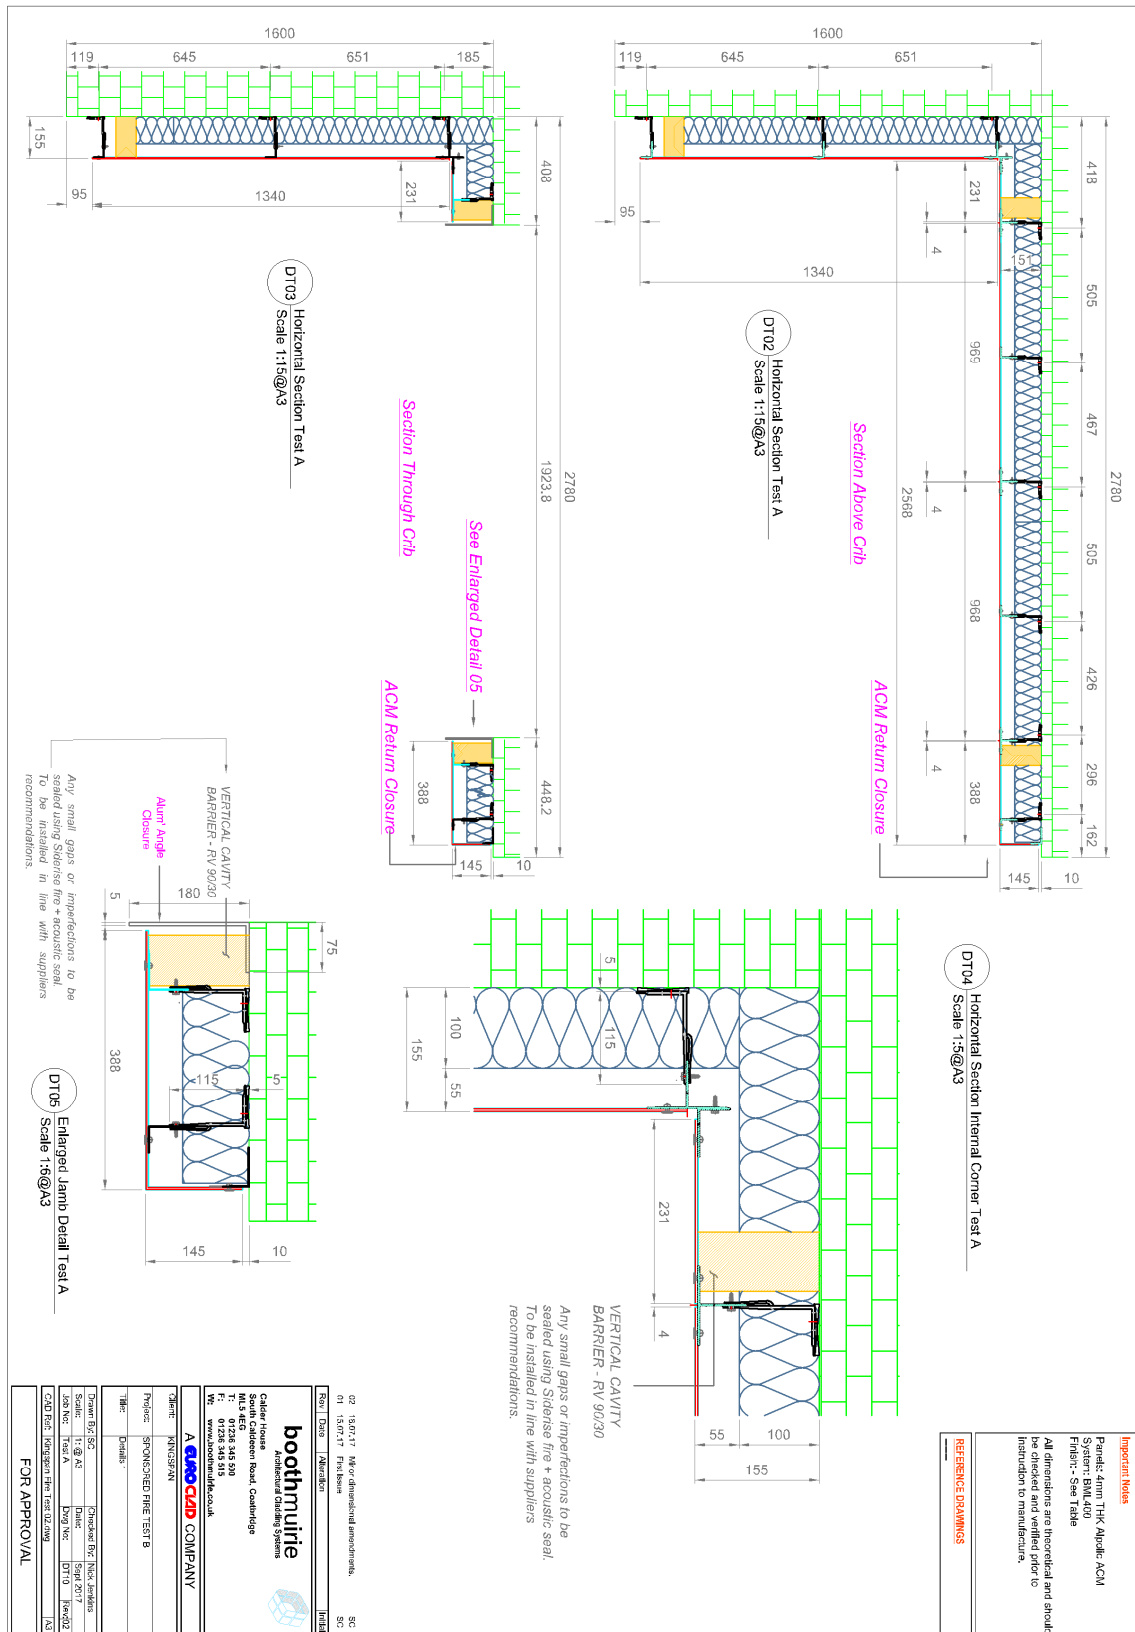 1600
119
645
651
185
155
95
1340
231
408
1923.8
2780
448.2
388
145
10
DT03
Horizontal Section Test A
Scale 1:15@A3
Section Through Crib
See Enlarged Detail 05
ACM Return Closure
1600
119
645
651
95
1340
231
4
969
4
968
4
388
2568
151
418
505
467
505
426
296
162
2780
145
10
DT02
Horizontal Section Test A
Scale 1:15@A3
Section Above Crib
ACM Return Closure
DT04
Horizontal Section Internal Corner Test A
Scale 1:5@A3
5
115
100
55
155
231
4
55
100
155
VERTICAL CAVITY
BARRIER - RV 90/30
Any small gaps or imperfections to be
sealed using Siderise fire + acoustic seal.
To be installed in line with suppliers
recommendations.
DT05
Enlarged Jamb Detail Test A
Scale 1:6@A3
180
75
5
388
115
5
145
10
Alum' Angle
Closure
VERTICAL CAVITY
BARRIER - RV 90/30
Any small gaps or imperfections to be
sealed using Siderise fire + acoustic seal.
To be installed in line with suppliers
recommendations.
Important Notes
Panels: 4mm THK Alpolic ACM
System: BML400
Finish:- See Table
All dimensions are theoretical and should
be checked and verified prior to
instruction to manufacture.
REFERENCE DRAWINGS
02 18.07.17 Minor dimensional amendments. SC
01 13.07.17 First Issue SC
Rev Date Alteration Initial
boothmuirie
Architectural Cladding Systems
Calder House
South Caldeen Road, Coatbridge
ML5 4EG
T: 01236 345 500
F: 01236 345 515
W: www.boothmuirie.co.uk
A EUROCLAD COMPANY
Client: KINGSPAN
Project: SPONSORED FIRE TEST B
Title: Details
Drawn By: SC Checked By: Nick Jenkins
Scale: 1: @ A3 Date: Sept 2017
Job No: Test A Dwg No: DT10 Rev: 02
CAD Ref: Kingspan Fire Test 02.dwg A3
FOR APPROVAL